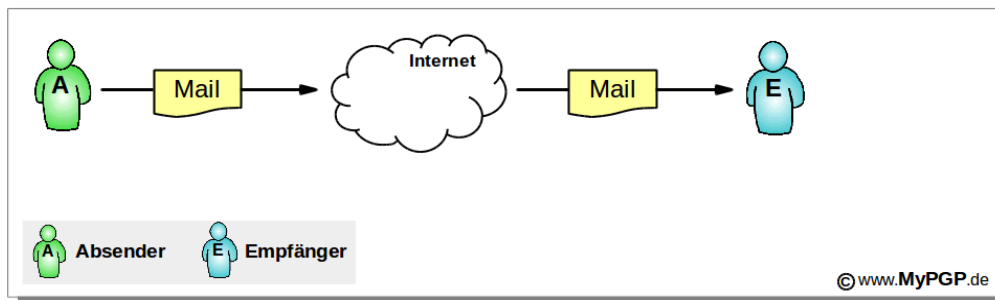 Internet
A
Mail
Mail
E
A Absender
E Empfänger
© www.MyPGP.de